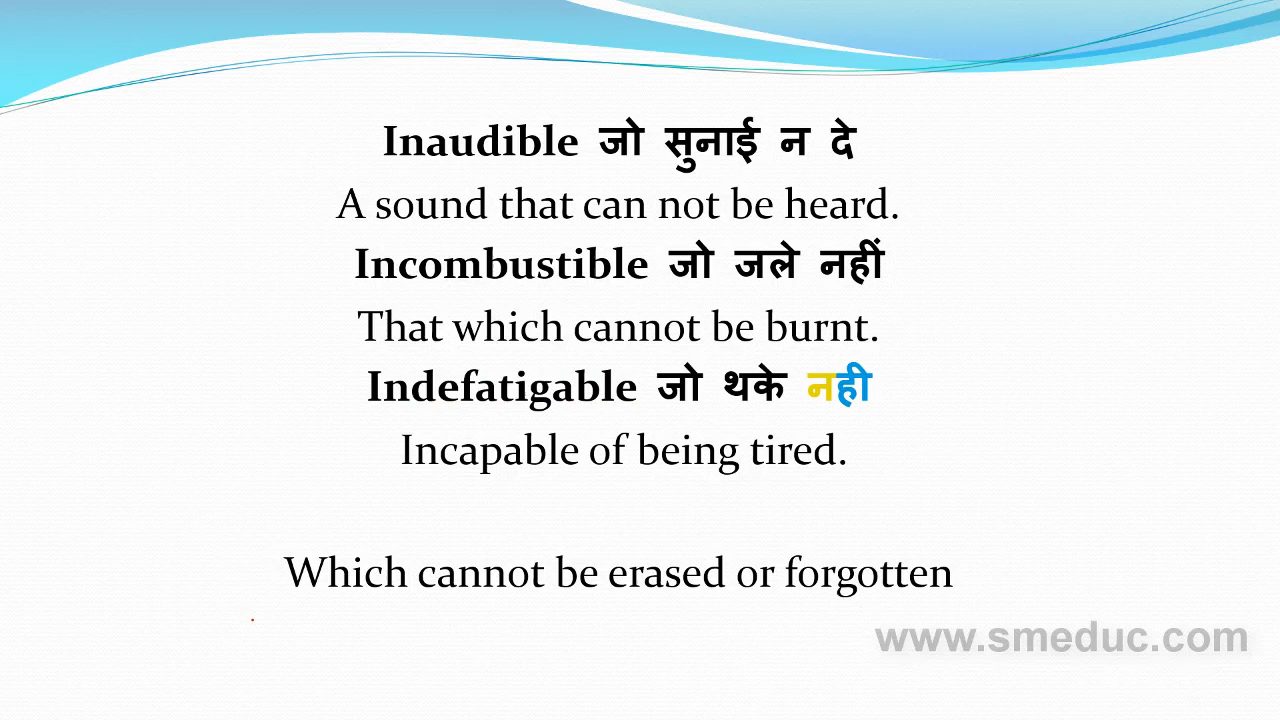 Inaudible जो सुनाई न दे
A sound that can not be heard.
Incombustible जो जले नहीं
That which cannot be burnt.
Indefatigable जो थके नही
Incapable of being tired.
Which cannot be erased or forgotten
www.smeduc.com